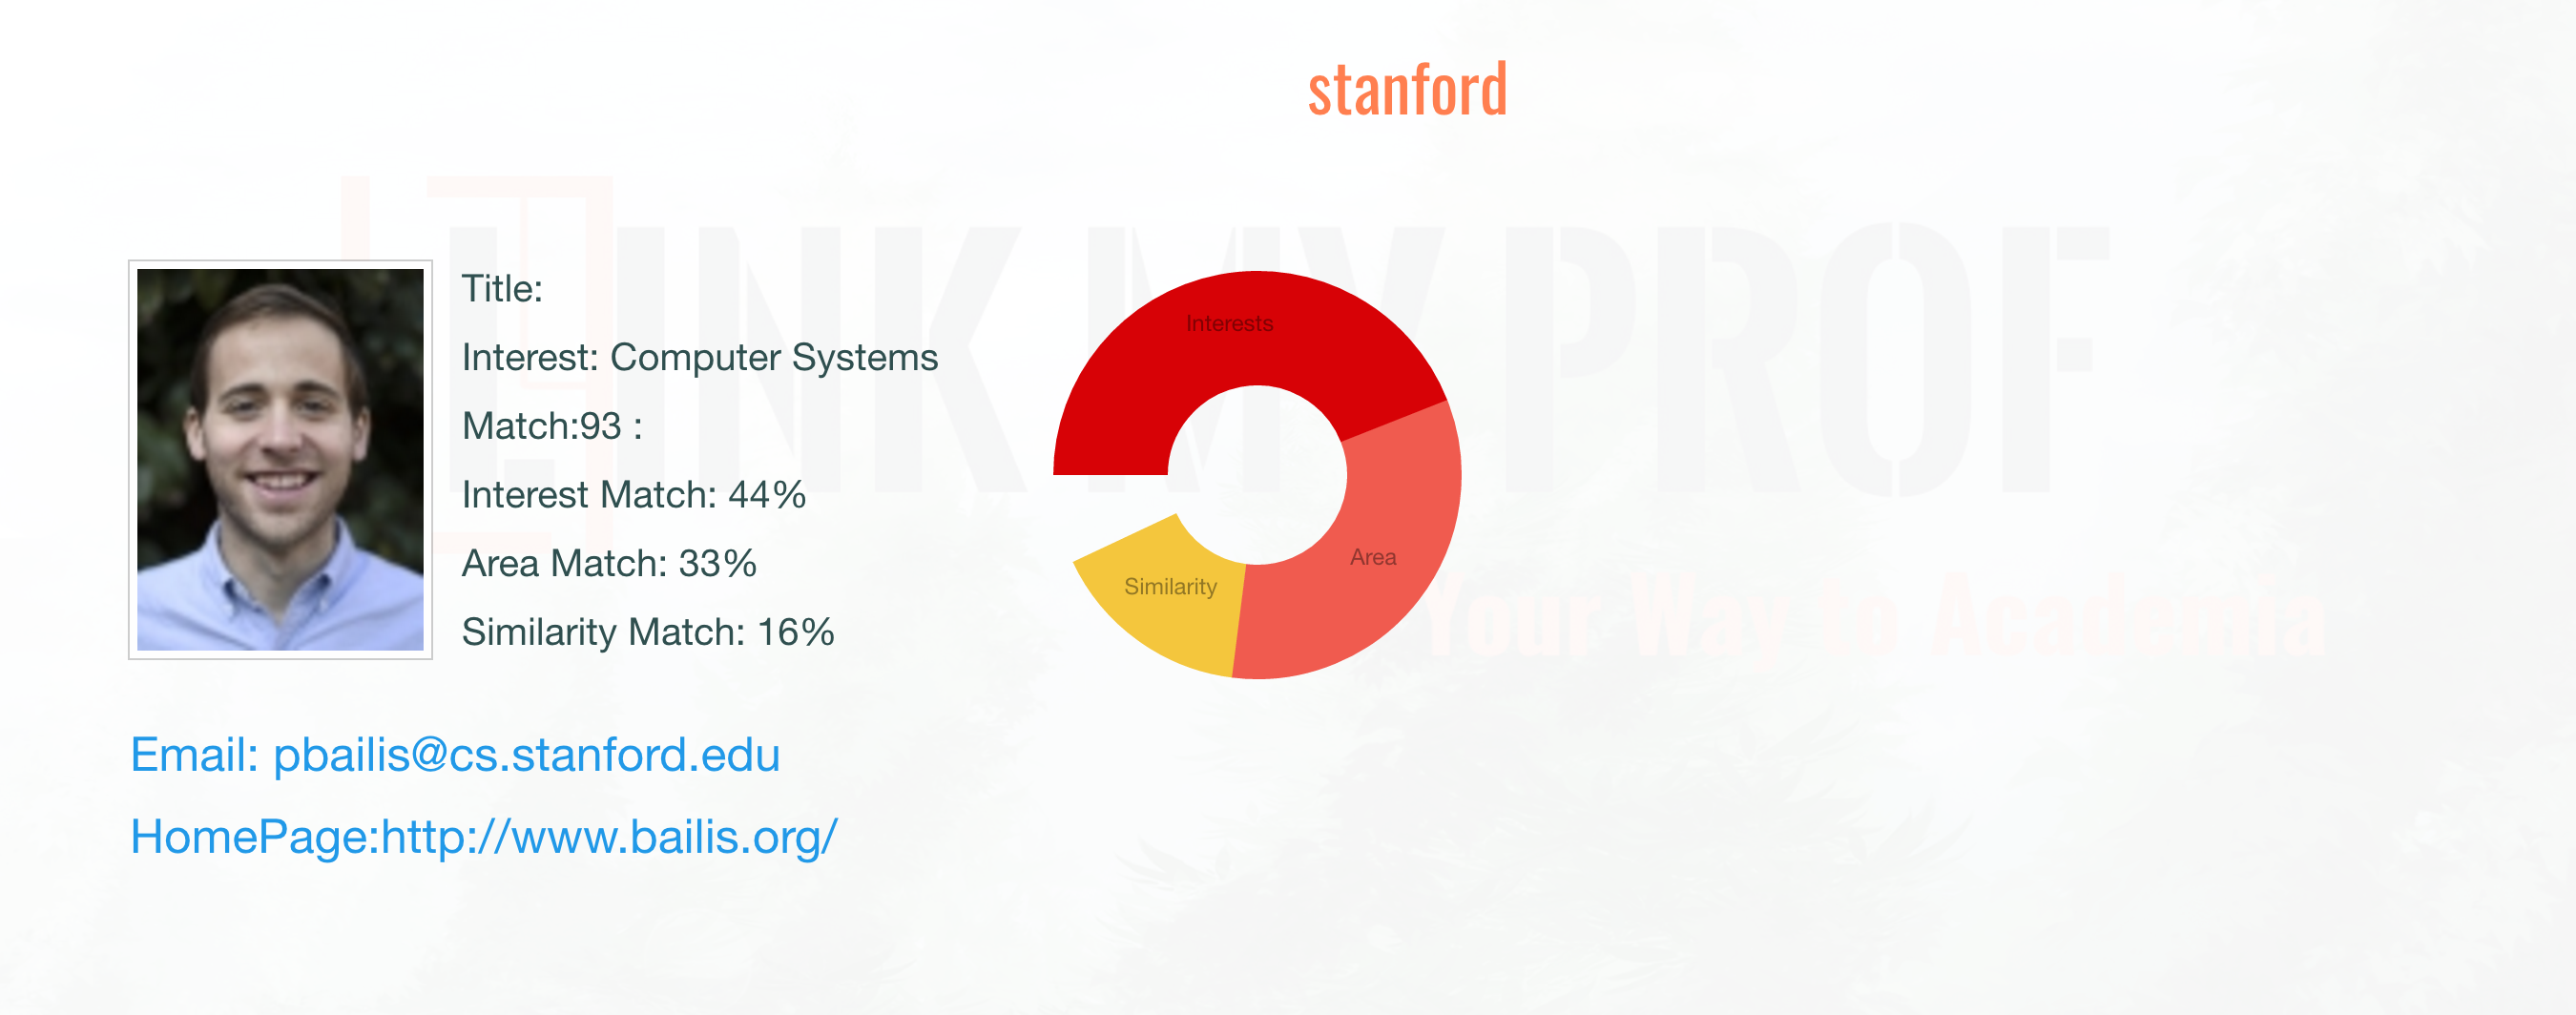 stanford
LINK MY PROF
Your Way to Academia
Title:
Interest: Computer Systems
Match:93 :
Interest Match: 44%
Area Match: 33%
Similarity Match: 16%
Interests
Area
Similarity
Email: pbailis@cs.stanford.edu
HomePage:http://www.bailis.org/